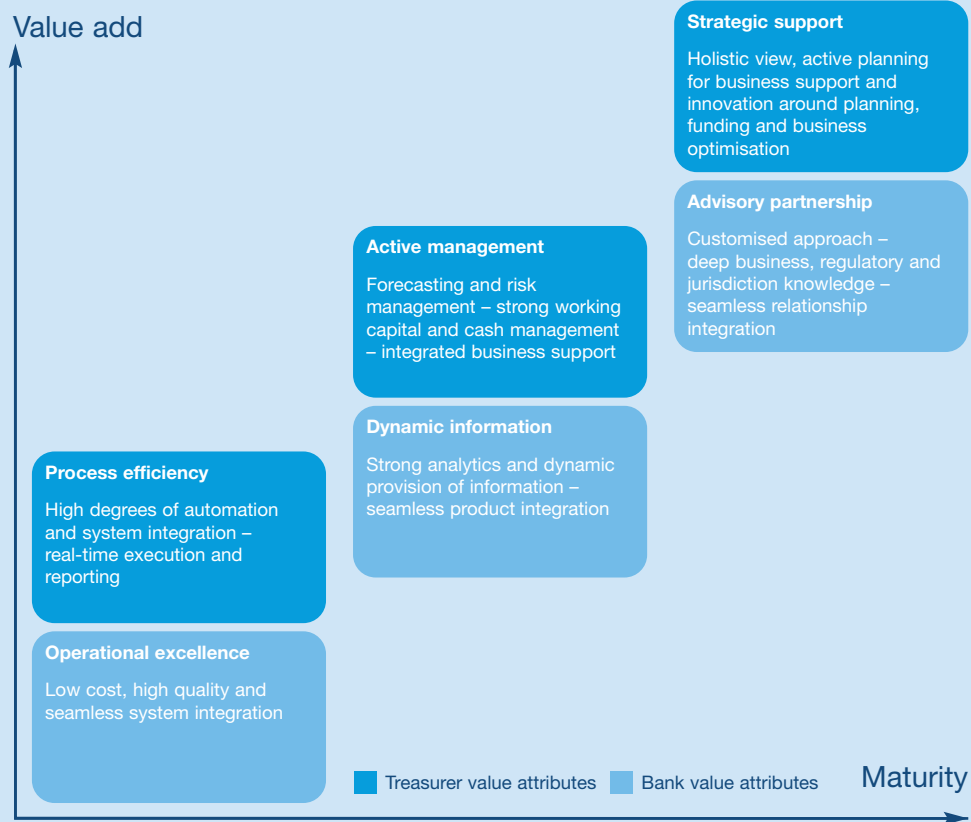 Value add
Strategic support
Holistic view, active planning
for business support and
innovation around planning,
funding and business
optimisation
Advisory partnership
Customised approach –
deep business, regulatory and
jurisdiction knowledge –
seamless relationship
integration
Active management
Forecasting and risk
management – strong working
capital and cash management
– integrated business support
Dynamic information
Strong analytics and dynamic
provision of information –
seamless product integration
Process efficiency
High degrees of automation
and system integration –
real-time execution and
reporting
Operational excellence
Low cost, high quality and
seamless system integration
Treasurer value attributes
Bank value attributes
Maturity